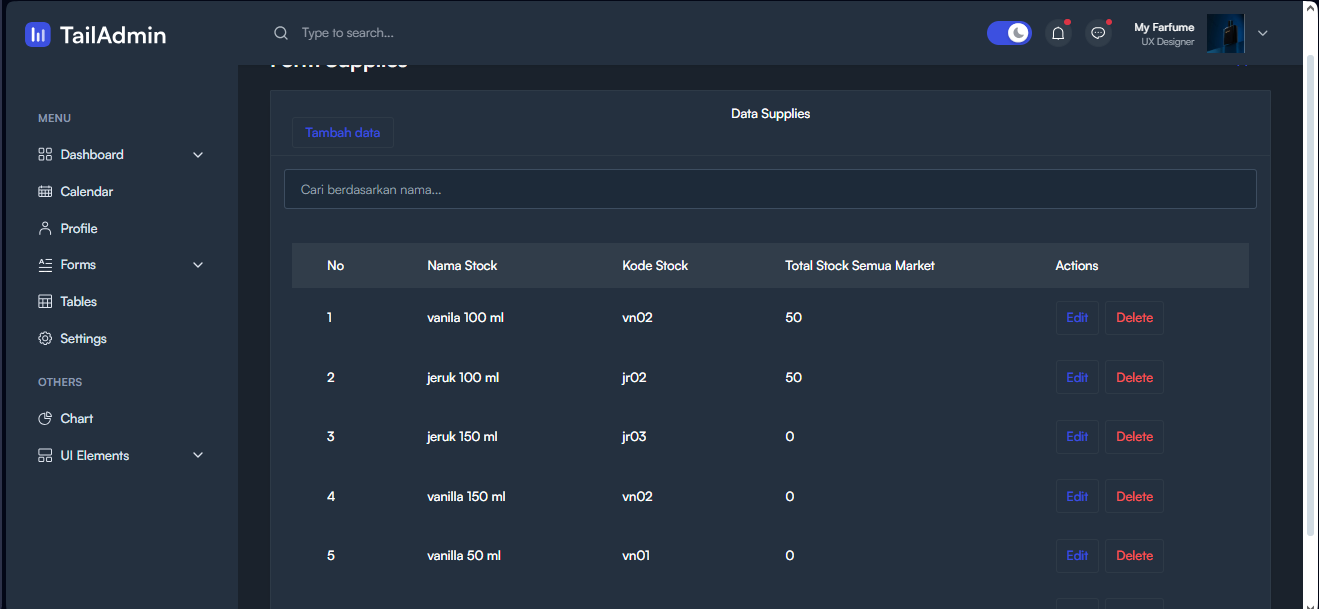 TailAdmin
Type to search...
My Farfume
UX Designer
Form Supplies
MENU
Dashboard
Calendar
Profile
Forms
Tables
Settings
OTHERS
Chart
UI Elements
Data Supplies
Tambah data
Cari berdasarkan nama...
No Nama Stock Kode Stock Total Stock Semua Market Actions
1 vanila 100 ml vn02 50 Edit Delete
2 jeruk 100 ml jr02 50 Edit Delete
3 jeruk 150 ml jr03 0 Edit Delete
4 vanilla 150 ml vn02 0 Edit Delete
5 vanilla 50 ml vn01 0 Edit Delete